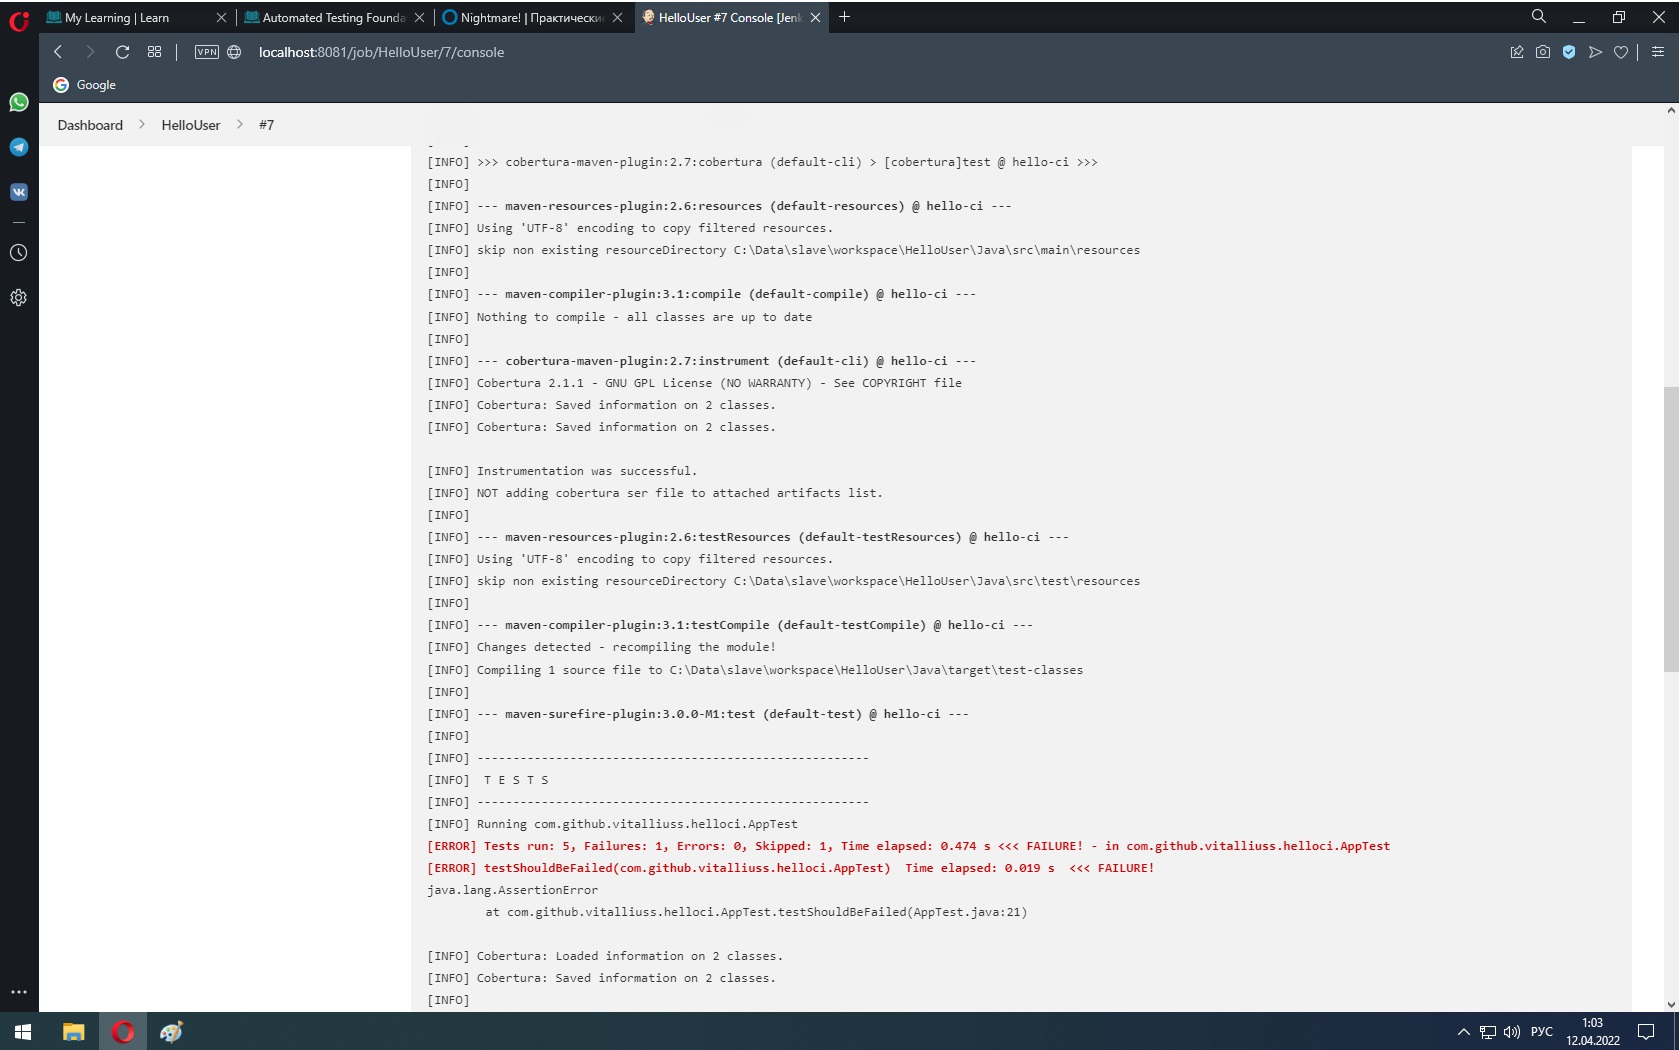 My Learning | Learn
Automated Testing Founda
Nightmare! | Практически
HelloUser #7 Console [Jenk
VPN
localhost:8081/job/HelloUser/7/console
Google
Dashboard
HelloUser
#7
[INFO] >>> cobertura-maven-plugin:2.7:cobertura (default-cli) > [cobertura]test @ hello-ci >>>
[INFO]
[INFO] --- maven-resources-plugin:2.6:resources (default-resources) @ hello-ci ---
[INFO] Using 'UTF-8' encoding to copy filtered resources.
[INFO] skip non existing resourceDirectory C:\Data\slave\workspace\HelloUser\Java\src\main\resources
[INFO]
[INFO] --- maven-compiler-plugin:3.1:compile (default-compile) @ hello-ci ---
[INFO] Nothing to compile - all classes are up to date
[INFO]
[INFO] --- cobertura-maven-plugin:2.7:instrument (default-cli) @ hello-ci ---
[INFO] Cobertura 2.1.1 - GNU GPL License (NO WARRANTY) - See COPYRIGHT file
[INFO] Cobertura: Saved information on 2 classes.
[INFO] Cobertura: Saved information on 2 classes.
[INFO] Instrumentation was successful.
[INFO] NOT adding cobertura ser file to attached artifacts list.
[INFO]
[INFO] --- maven-resources-plugin:2.6:testResources (default-testResources) @ hello-ci ---
[INFO] Using 'UTF-8' encoding to copy filtered resources.
[INFO] skip non existing resourceDirectory C:\Data\slave\workspace\HelloUser\Java\src\test\resources
[INFO]
[INFO] --- maven-compiler-plugin:3.1:testCompile (default-testCompile) @ hello-ci ---
[INFO] Changes detected - recompiling the module!
[INFO] Compiling 1 source file to C:\Data\slave\workspace\HelloUser\Java\target\test-classes
[INFO]
[INFO] --- maven-surefire-plugin:3.0.0-M1:test (default-test) @ hello-ci ---
[INFO]
[INFO] -------------------------------------------------------
[INFO]  T E S T S
[INFO] -------------------------------------------------------
[INFO] Running com.github.vitalliuss.helloci.AppTest
[ERROR] Tests run: 5, Failures: 1, Errors: 0, Skipped: 1, Time elapsed: 0.474 s <<< FAILURE! - in com.github.vitalliuss.helloci.AppTest
[ERROR] testShouldBeFailed(com.github.vitalliuss.helloci.AppTest)  Time elapsed: 0.019 s  <<< FAILURE!
java.lang.AssertionError
at com.github.vitalliuss.helloci.AppTest.testShouldBeFailed(AppTest.java:21)
[INFO] Cobertura: Loaded information on 2 classes.
[INFO] Cobertura: Saved information on 2 classes.
[INFO]
РУС
1:03
12.04.2022